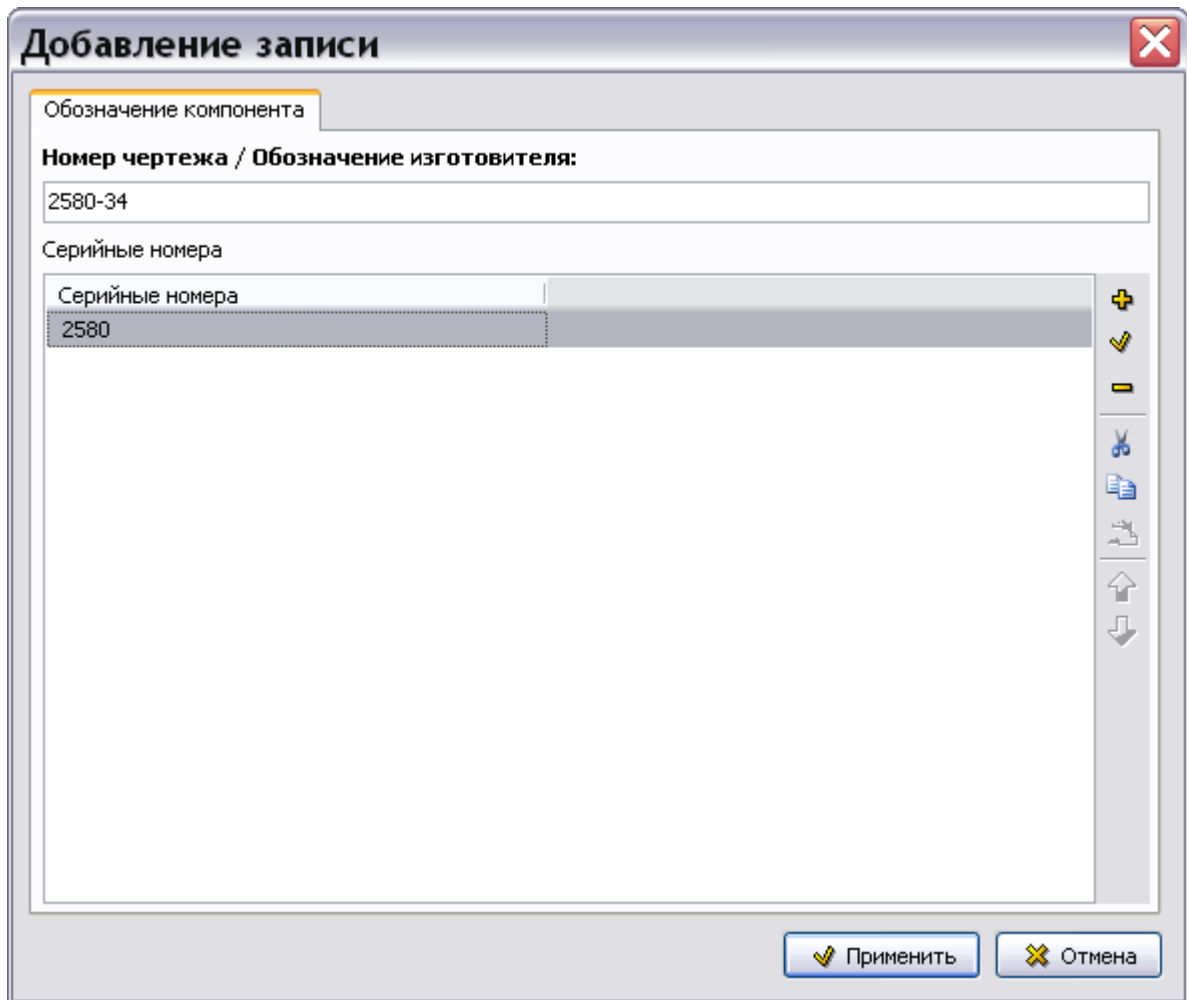 Добавление записи
Обозначение компонента
Номер чертежа / Обозначение изготовителя:
2580-34
Серийные номера
Серийные номера
2580
Применить
Отмена